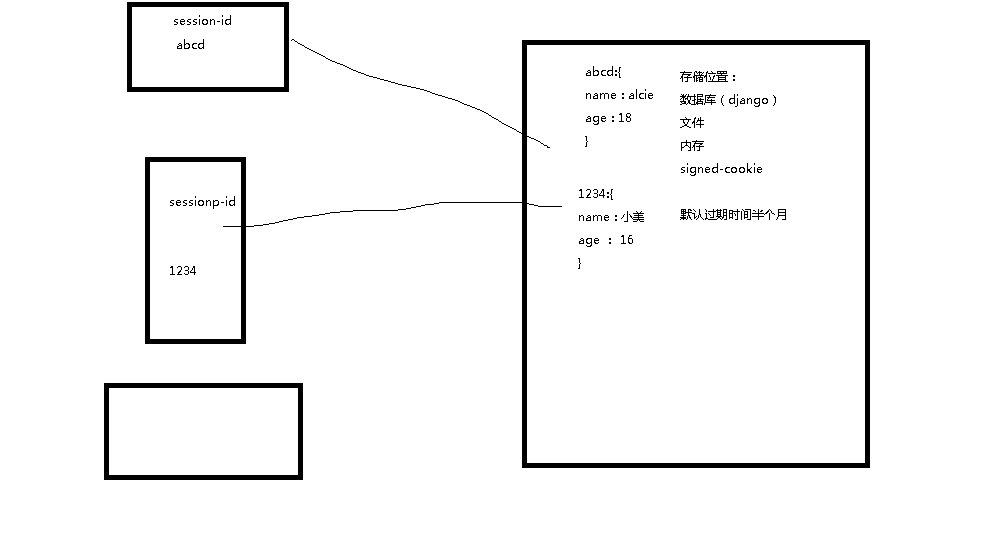 session-id
abcd
sessionp-id
1234
abcd:{
name：alcie
age：18
}
1234:{
name：小美
age ： 16
}
存储位置：
数据库（django）
文件
内存
signed-cookie
默认过期时间半个月